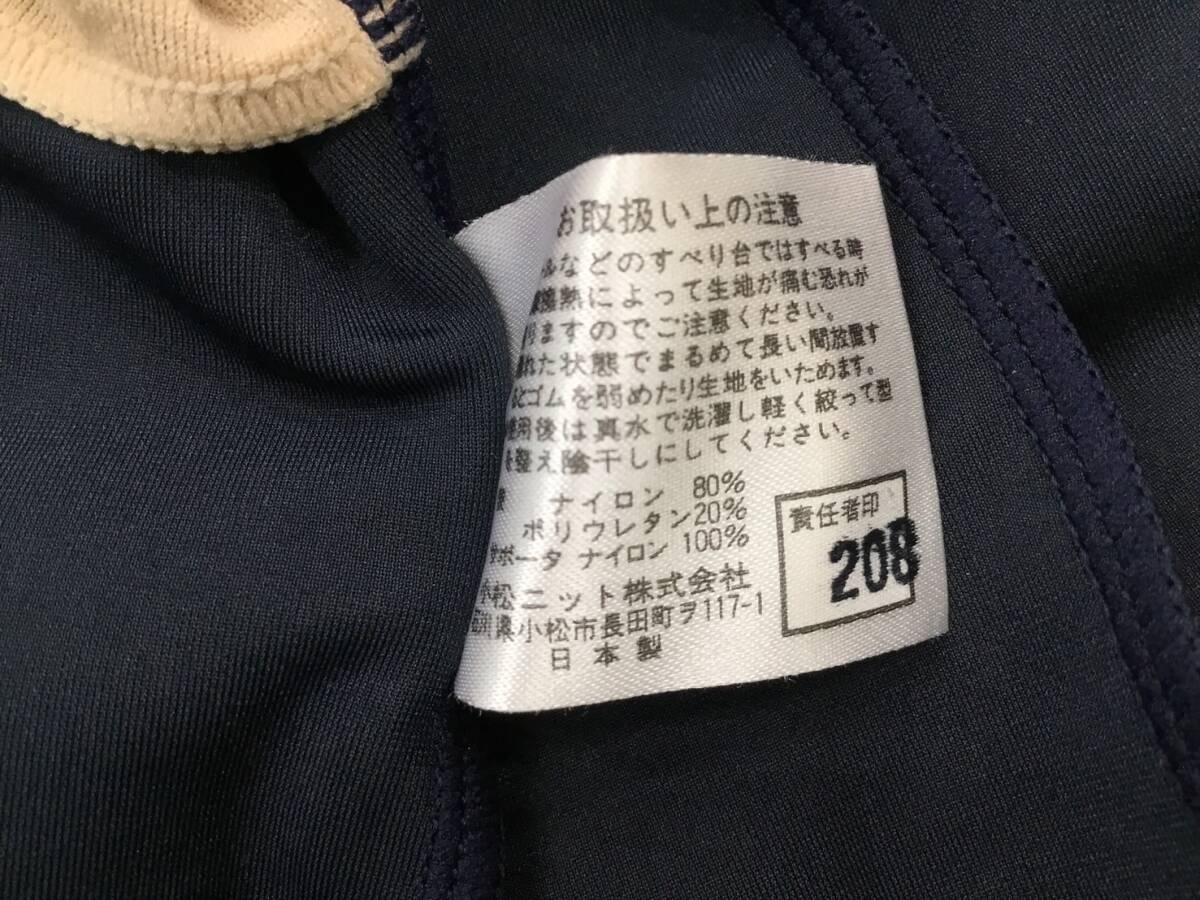 お取扱い上の注意
ルなどのすべり台ではすべる時
摩擦熱によって生地が痛む恐れが
りますのでご注意ください。
れた状態でまるめて長い間放置す
るとゴムを弱めたり生地をいためます。
使用後は真水で洗濯し軽く絞って型
を整え陰干しにしてください。
ナイロン 80%
ポリウレタン20%
サポータ ナイロン 100%
小松ニット株式会社
県小松市長田町ヲ117-1
日本製
責任者印
208